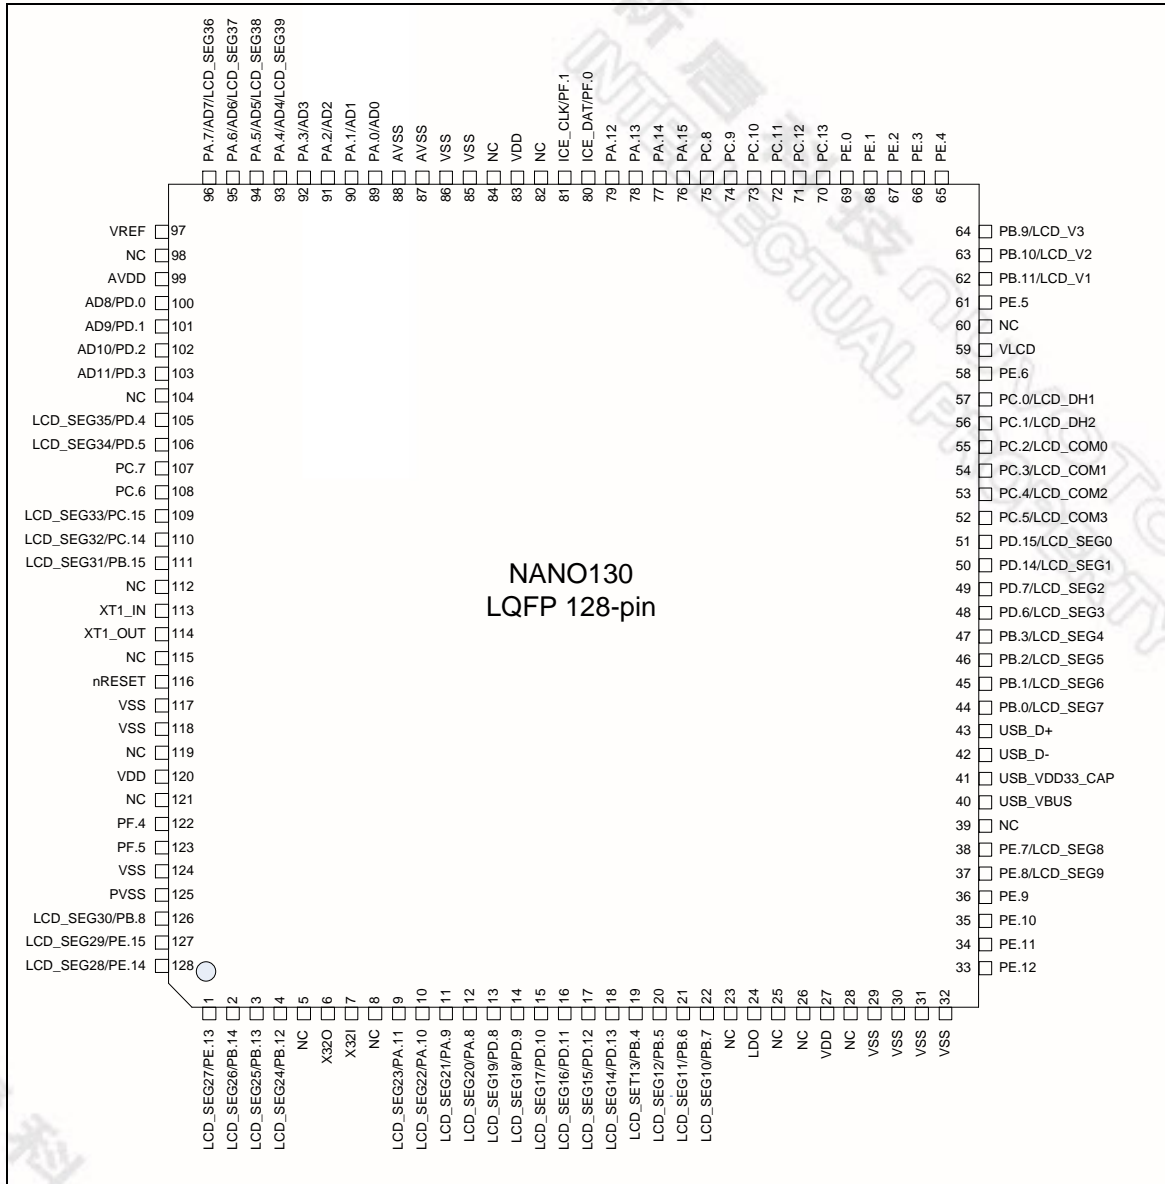 96 PA.7/AD7/LCD_SEG36
95 PA.6/AD6/LCD_SEG37
94 PA.5/AD5/LCD_SEG38
93 PA.4/AD4/LCD_SEG39
92 PA.3/AD3
91 PA.2/AD2
90 PA.1/AD1
89 PA.0/AD0
88 AVSS
87 AVSS
86 VSS
85 VSS
84 NC
83 VDD
82 NC
81 ICE_CLK/PF.1
80 ICE_DAT/PF.0
79 PA.12
78 PA.13
77 PA.14
76 PA.15
75 PC.8
74 PC.9
73 PC.10
72 PC.11
71 PC.12
70 PC.13
69 PE.0
68 PE.1
67 PE.2
66 PE.3
65 PE.4
VREF 97
NC 98
AVDD 99
AD8/PD.0 100
AD9/PD.1 101
AD10/PD.2 102
AD11/PD.3 103
NC 104
LCD_SEG35/PD.4 105
LCD_SEG34/PD.5 106
PC.7 107
PC.6 108
LCD_SEG33/PC.15 109
LCD_SEG32/PC.14 110
LCD_SEG31/PB.15 111
NC 112
XT1_IN 113
XT1_OUT 114
NC 115
nRESET 116
VSS 117
VSS 118
NC 119
VDD 120
NC 121
PF.4 122
PF.5 123
VSS 124
PVSS 125
LCD_SEG30/PB.8 126
LCD_SEG29/PE.15 127
LCD_SEG28/PE.14 128
NANO130
LQFP 128-pin
64 PB.9/LCD_V3
63 PB.10/LCD_V2
62 PB.11/LCD_V1
61 PE.5
60 NC
59 VLCD
58 PE.6
57 PC.0/LCD_DH1
56 PC.1/LCD_DH2
55 PC.2/LCD_COM0
54 PC.3/LCD_COM1
53 PC.4/LCD_COM2
52 PC.5/LCD_COM3
51 PD.15/LCD_SEG0
50 PD.14/LCD_SEG1
49 PD.7/LCD_SEG2
48 PD.6/LCD_SEG3
47 PB.3/LCD_SEG4
46 PB.2/LCD_SEG5
45 PB.1/LCD_SEG6
44 PB.0/LCD_SEG7
43 USB_D+
42 USB_D-
41 USB_VDD33_CAP
40 USB_VBUS
39 NC
38 PE.7/LCD_SEG8
37 PE.8/LCD_SEG9
36 PE.9
35 PE.10
34 PE.11
33 PE.12
1 LCD_SEG27/PE.13
2 LCD_SEG26/PB.14
3 LCD_SEG25/PB.13
4 LCD_SEG24/PB.12
5 NC
6 X32O
7 X32I
8 NC
9 LCD_SEG23/PA.11
10 LCD_SEG22/PA.10
11 LCD_SEG21/PA.9
12 LCD_SEG20/PA.8
13 LCD_SEG19/PD.8
14 LCD_SEG18/PD.9
15 LCD_SEG17/PD.10
16 LCD_SEG16/PD.11
17 LCD_SEG15/PD.12
18 LCD_SEG14/PD.13
19 LCD_SET13/PB.4
20 LCD_SEG12/PB.5
21 LCD_SEG11/PB.6
22 LCD_SEG10/PB.7
23 NC
24 LDO
25 NC
26 NC
27 VDD
28 NC
29 VSS
30 VSS
31 VSS
32 VSS
新唐科技 nuvoTo
INTELLECTUAL PROPERTY
科